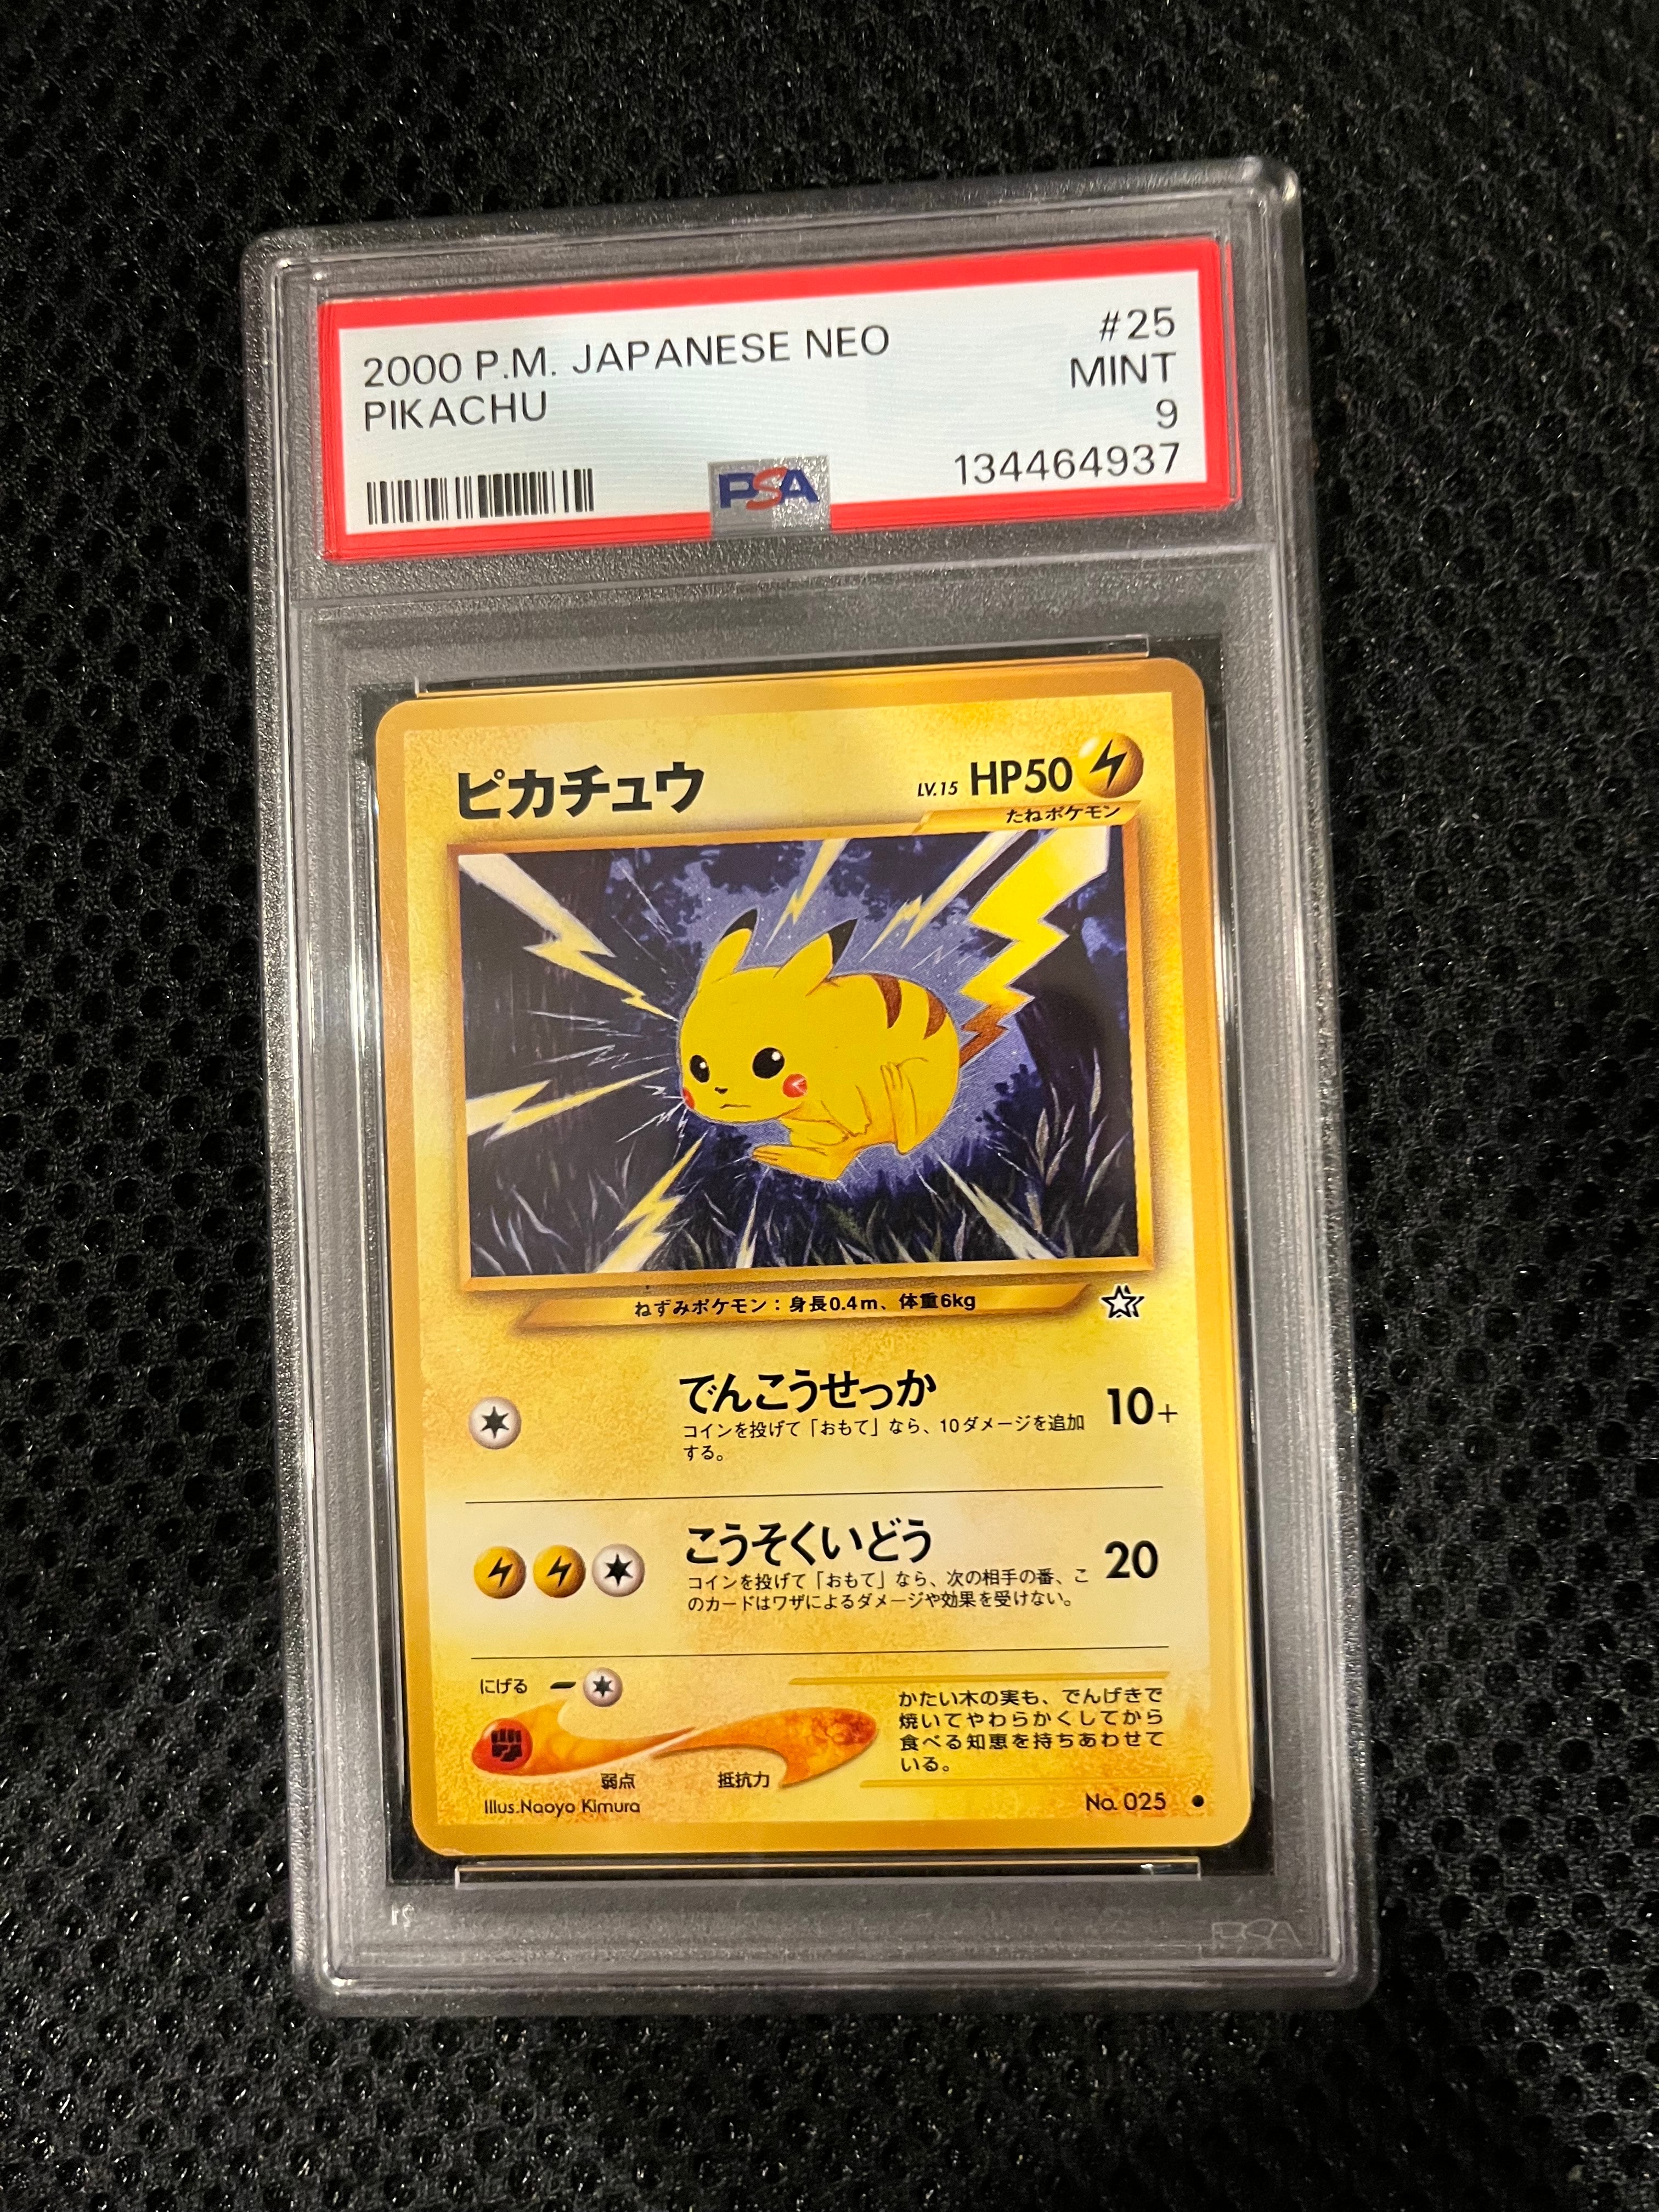 2000 P.M. JAPANESE NEO #25
PIKACHU MINT
9
PSA 134464937
ピカチュウ LV.15 HP50
たねポケモン
ねずみポケモン：身長0.4m、体重6kg
でんこうせっか 10+
コインを投げて「おもて」なら、10ダメージを追加
する。
こうそくいどう 20
コインを投げて「おもて」なら、次の相手の番、こ
のカードはワザによるダメージや効果を受けない。
にげる
弱点 抵抗力
かたい木の実も、でんげきで
焼いてやわらかくしてから
食べる知恵を持ちあわせて
いる。
Illus.Naoyo Kimura No. 025
PSA